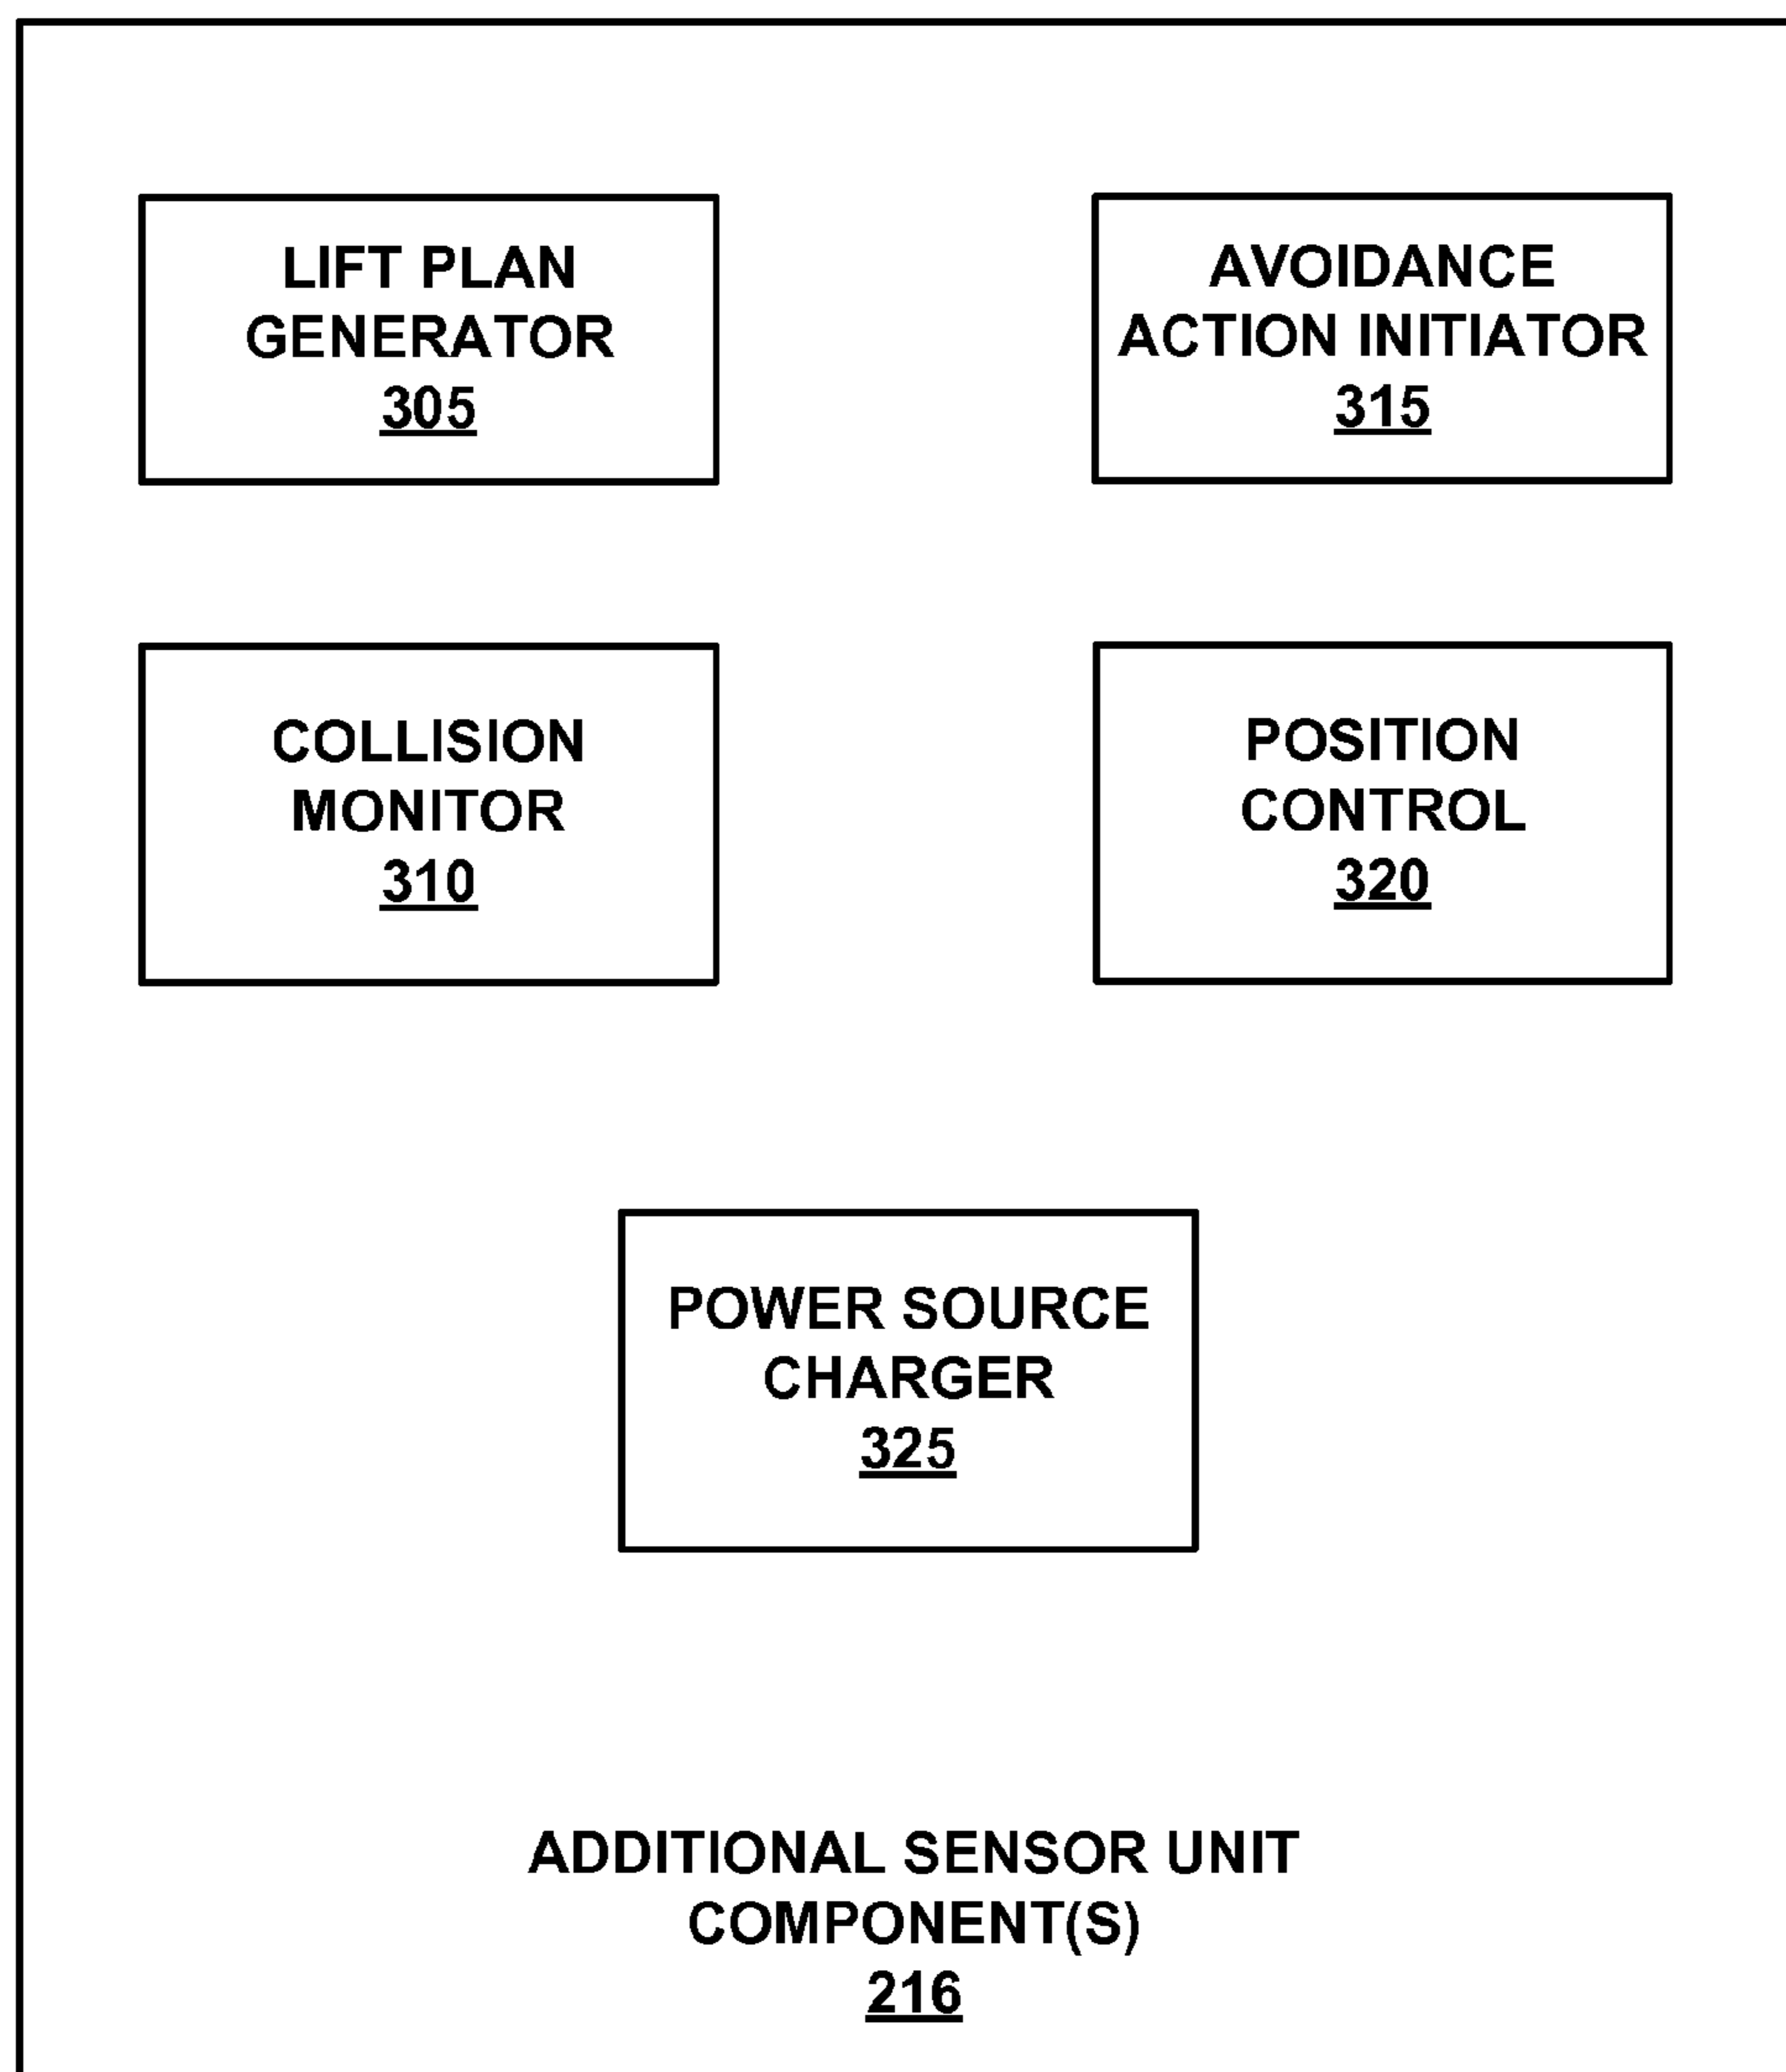 LIFT PLAN
GENERATOR
305
AVOIDANCE
ACTION INITIATOR
315
COLLISION
MONITOR
310
POSITION
CONTROL
320
POWER SOURCE
CHARGER
325
ADDITIONAL SENSOR UNIT
COMPONENT(S)
216